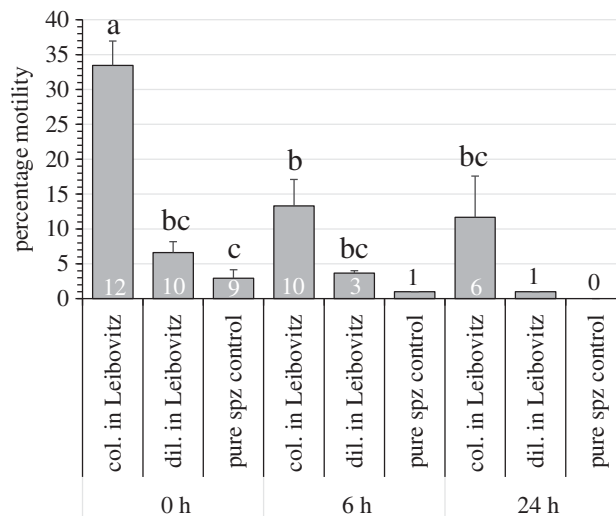 percentage motility
40
35
30
25
20
15
10
5
0
a
bc
c
b
bc
1
bc
1
0
12
10
9
10
3
6
col. in Leibovitz
dil. in Leibovitz
pure spz control
col. in Leibovitz
dil. in Leibovitz
pure spz control
col. in Leibovitz
dil. in Leibovitz
pure spz control
0 h
6 h
24 h